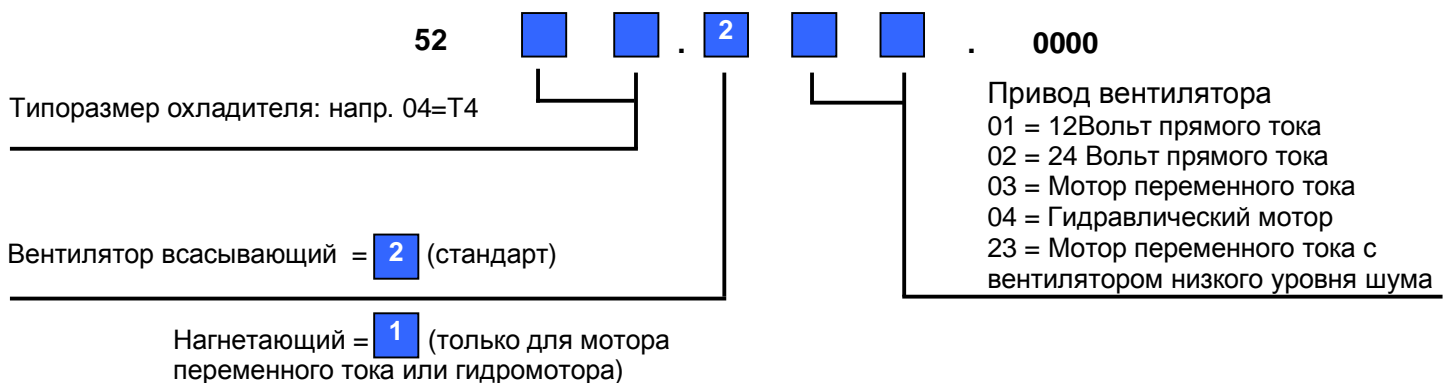 52 . 2 . 0000
Типоразмер охладителя: напр. 04=Т4
Привод вентилятора
01 = 12Вольт прямого тока
02 = 24 Вольт прямого тока
03 = Мотор переменного тока
04 = Гидравлический мотор
23 = Мотор переменного тока с
вентилятором низкого уровня шума
Вентилятор всасывающий = 2 (стандарт)
Нагнетающий = 1 (только для мотора
переменного тока или гидромотора)